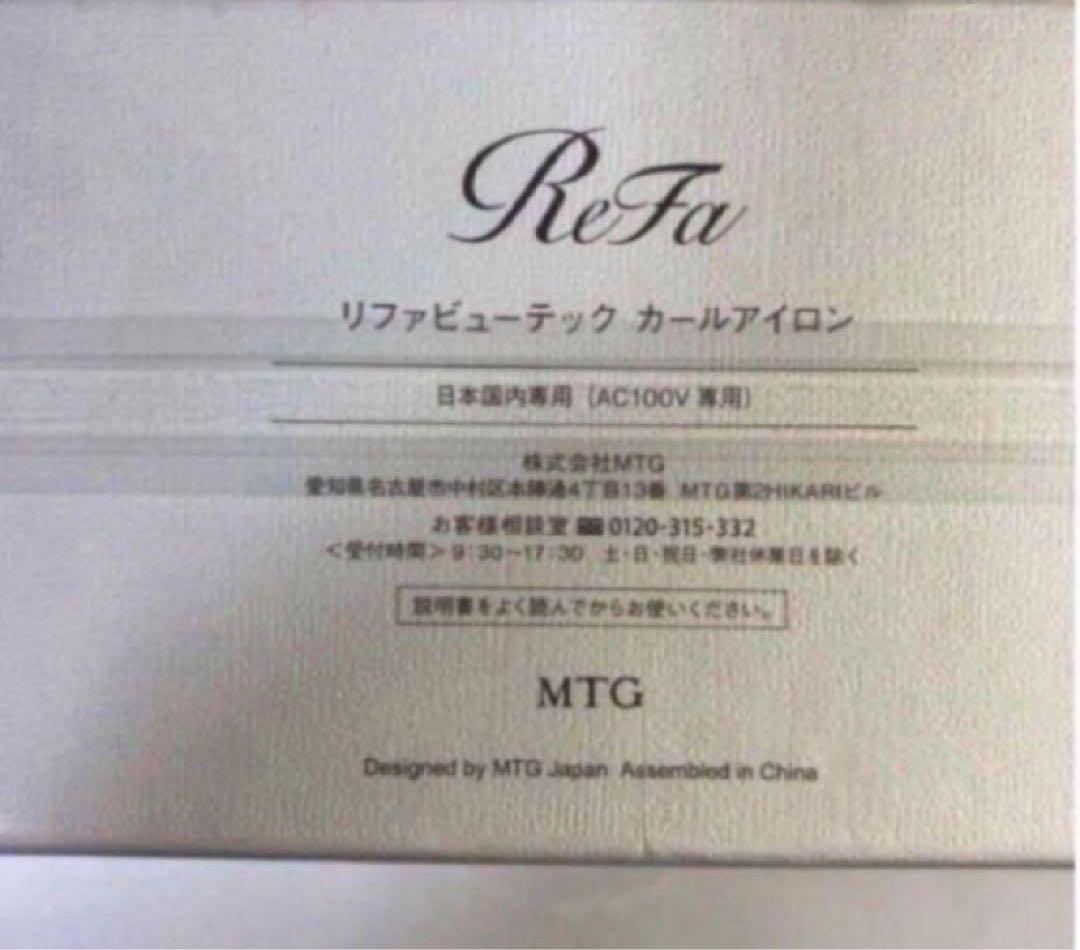 ReFa
リファビューテック カールアイロン
日本国内専用（AC100V 専用）
株式会社MTG
愛知県名古屋市中村区本陣通4丁目13番 MTG第2HIKARIビル
お客様相談室 0120-315-332
＜受付時間＞9：30〜17：30 土・日・祝日・弊社休業日を除く
説明書をよく読んでからお使いください。
MTG
Designed by MTG Japan Assembled in China